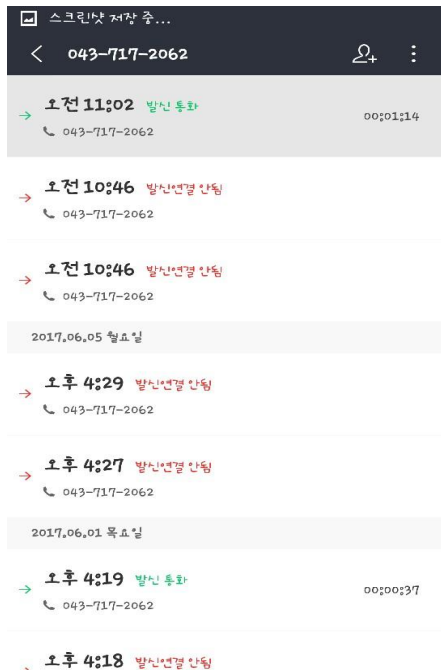 스크린샷 저장 중...
043-717-2062
오전 11:02 발신 통화 00:01:14
043-717-2062
오전 10:46 발신연결 안됨
043-717-2062
오전 10:46 발신연결 안됨
043-717-2062
2017.06.05 월요일
오후 4:29 발신연결 안됨
043-717-2062
오후 4:27 발신연결 안됨
043-717-2062
2017.06.01 목요일
오후 4:19 발신 통화 00:00:37
043-717-2062
오후 4:18 발신연결 안됨